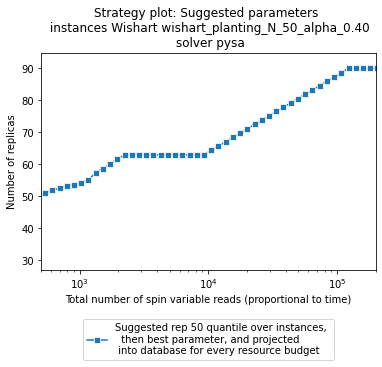 Strategy plot: Suggested parameters
instances Wishart wishart_planting_N_50_alpha_0.40
solver pysa
Number of replicas
90
80
70
60
50
40
30
10³
10⁴
10⁵
Total number of spin variable reads (proportional to time)
Suggested rep 50 quantile over instances,
then best parameter, and projected
into database for every resource budget